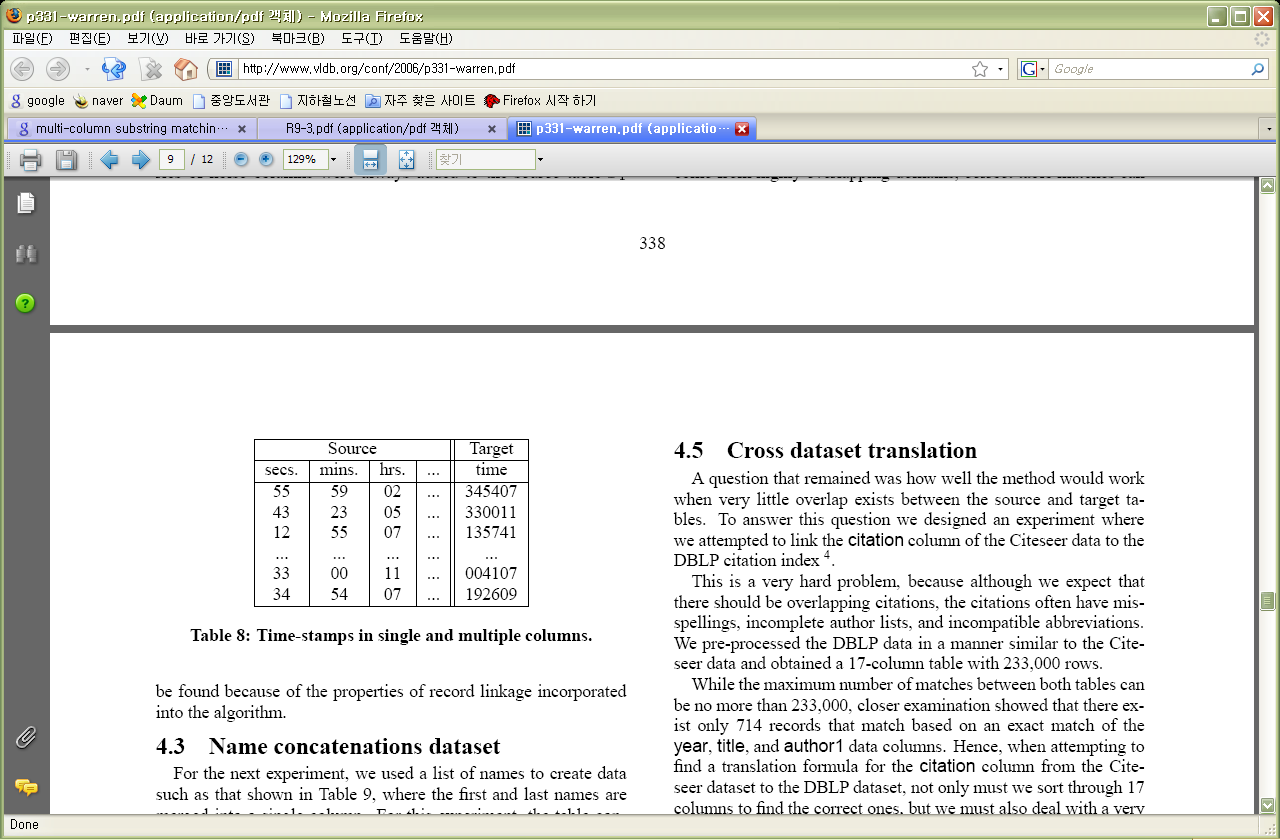 p331-warren.pdf (application/pdf 객체) - Mozilla Firefox
파일(F) 편집(E) 보기(V) 바로 가기(S) 북마크(B) 도구(T) 도움말(H)
http://www.vldb.org/conf/2006/p331-warren.pdf
G Google
google naver Daum 중앙도서관 지하철노선 자주 찾은 사이트 Firefox 시작 하기
multi-column substring matchin… R9-3.pdf (application/pdf 객체) p331-warren.pdf (applicatio…
9 / 12 129% 찾기
338
Source Target
secs. mins. hrs. ... time
55 59 02 ... 345407
43 23 05 ... 330011
12 55 07 ... 135741
... ... ... ... ...
33 00 11 ... 004107
34 54 07 ... 192609
Table 8: Time-stamps in single and multiple columns.
be found because of the properties of record linkage incorporated
into the algorithm.
4.3 Name concatenations dataset
For the next experiment, we used a list of names to create data
such as that shown in Table 9, where the first and last names are
4.5 Cross dataset translation
A question that remained was how well the method would work
when very little overlap exists between the source and target ta-
bles. To answer this question we designed an experiment where
we attempted to link the citation column of the Citeseer data to the
DBLP citation index 4.
This is a very hard problem, because although we expect that
there should be overlapping citations, the citations often have mis-
spellings, incomplete author lists, and incompatible abbreviations.
We pre-processed the DBLP data in a manner similar to the Cite-
seer data and obtained a 17-column table with 233,000 rows.
While the maximum number of matches between both tables can
be no more than 233,000, closer examination showed that there ex-
ist only 714 records that match based on an exact match of the
year, title, and author1 data columns. Hence, when attempting to
find a translation formula for the citation column from the Cite-
seer dataset to the DBLP dataset, not only must we sort through 17
columns to find the correct ones, but we must also deal with a very
Done